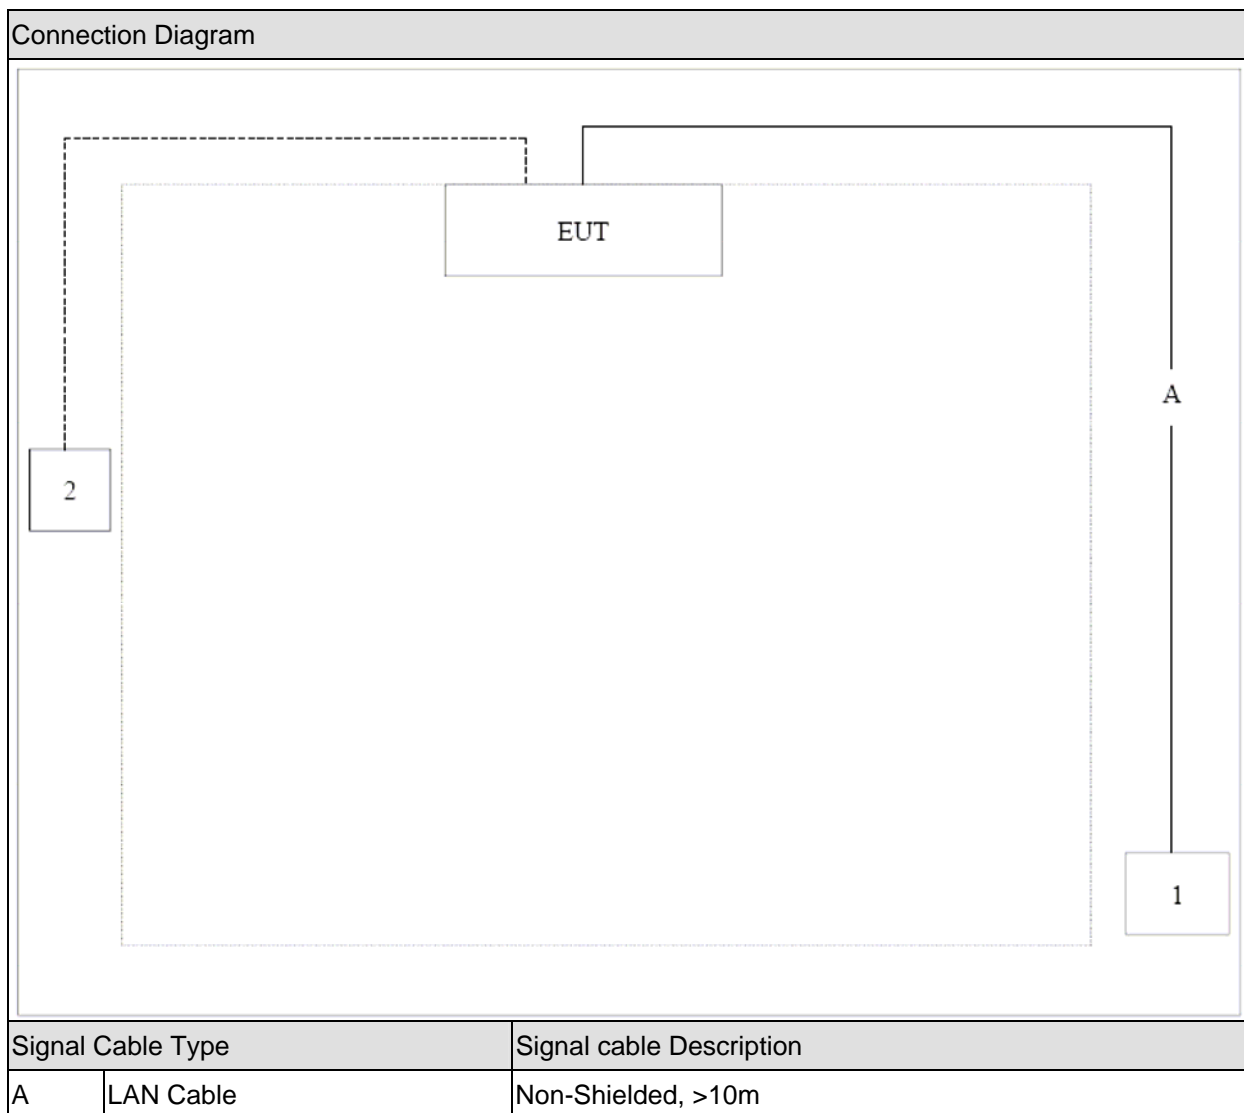 Connection Diagram
EUT
A
2
1
Signal Cable Type Signal cable Description
A LAN Cable Non-Shielded, >10m